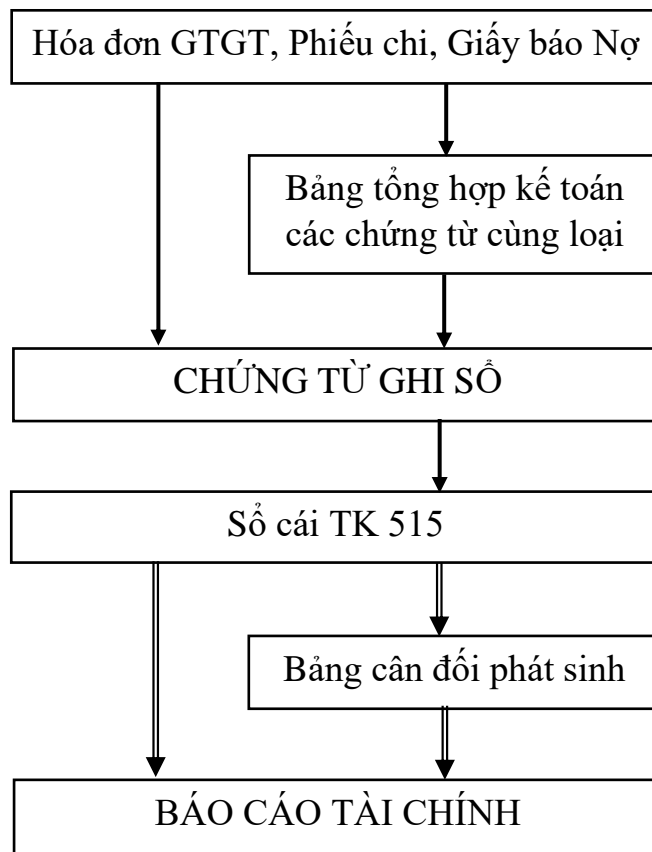 Hóa đơn GTGT, Phiếu chi, Giấy báo Nợ
Bảng tổng hợp kế toán
các chứng từ cùng loại
CHỨNG TỪ GHI SỔ
Sổ cái TK 515
Bảng cân đối phát sinh
BÁO CÁO TÀI CHÍNH